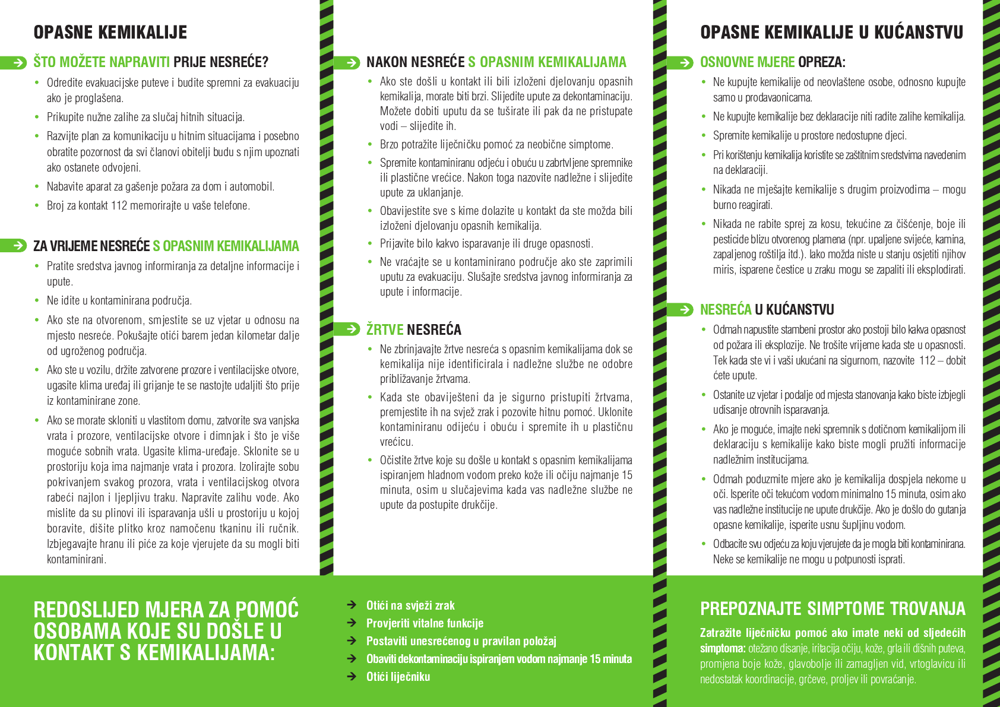 OPASNE KEMIKALIJE
ŠTO MOŽETE NAPRAVITI PRIJE NESREĆE?
• Odredite evakuacijske puteve i budite spremni za evakuaciju
ako je proglašena.
• Prikupite nužne zalihe za slučaj hitnih situacija.
• Razvijte plan za komunikaciju u hitnim situacijama i posebno
obratite pozornost da svi članovi obitelji budu s njim upoznati
ako ostanete odvojeni.
• Nabavite aparat za gašenje požara za dom i automobil.
• Broj za kontakt 112 memorirajte u vaše telefone.
ZA VRIJEME NESREĆE S OPASNIM KEMIKALIJAMA
• Pratite sredstva javnog informiranja za detaljne informacije i
upute.
• Ne idite u kontaminirana područja.
• Ako ste na otvorenom, smjestite se uz vjetar u odnosu na
mjesto nesreće. Pokušajte otići barem jedan kilometar dalje
od ugroženog područja.
• Ako ste u vozilu, držite zatvorene prozore i ventilacijske otvore,
ugasite klima uređaj ili grijanje te se nastojte udaljiti što prije
iz kontaminirane zone.
• Ako se morate skloniti u vlastitom domu, zatvorite sva vanjska
vrata i prozore, ventilacijske otvore i dimnjak i što je više
moguće sobnih vrata. Ugasite klima-uređaje. Sklonite se u
prostoriju koja ima najmanje vrata i prozora. Izolirajte sobu
pokrivanjem svakog prozora, vrata i ventilacijskog otvora
rabeći najlon i ljepljivu traku. Napravite zalihu vode. Ako
mislite da su plinovi ili isparavanja ušli u prostoriju u kojoj
boravite, dišite plitko kroz namočenu tkaninu ili ručnik.
Izbjegavajte hranu ili piće za koje vjerujete da su mogli biti
kontaminirani.
NAKON NESREĆE S OPASNIM KEMIKALIJAMA
• Ako ste došli u kontakt ili bili izloženi djelovanju opasnih
kemikalija, morate biti brzi. Slijedite upute za dekontaminaciju.
Možete dobiti uputu da se tuširate ili pak da ne pristupate
vodi – slijedite ih.
• Brzo potražite liječničku pomoć za neobične simptome.
• Spremite kontaminiranu odjeću i obuću u zabrtvljene spremnike
ili plastične vrećice. Nakon toga nazovite nadležne i slijedite
upute za uklanjanje.
• Obavijestite sve s kime dolazite u kontakt da ste možda bili
izloženi djelovanju opasnih kemikalija.
• Prijavite bilo kakvo isparavanje ili druge opasnosti.
• Ne vraćajte se u kontaminirano područje ako ste zaprimili
uputu za evakuaciju. Slušajte sredstva javnog informiranja za
upute i informacije.
ŽRTVE NESREĆA
• Ne zbrinjavajte žrtve nesreća s opasnim kemikalijama dok se
kemikalija nije identificirala i nadležne službe ne odobre
približavanje žrtvama.
• Kada ste obaviješteni da je sigurno pristupiti žrtvama,
premjestite ih na svjež zrak i pozovite hitnu pomoć. Uklonite
kontaminiranu odijeću i obuću i spremite ih u plastičnu
vrećicu.
• Očistite žrtve koje su došle u kontakt s opasnim kemikalijama
ispiranjem hladnom vodom preko kože ili očiju najmanje 15
minuta, osim u slučajevima kada vas nadležne službe ne
upute da postupite drukčije.
OPASNE KEMIKALIJE U KUĆANSTVU
OSNOVNE MJERE OPREZA:
• Ne kupujte kemikalije od neovlaštene osobe, odnosno kupujte
samo u prodavaonicama.
• Ne kupujte kemikalije bez deklaracije niti radite zalihe kemikalija.
• Spremite kemikalije u prostore nedostupne djeci.
• Pri korištenju kemikalija koristite se zaštitnim sredstvima navedenim
na deklaraciji.
• Nikada ne mješajte kemikalije s drugim proizvodima – mogu
burno reagirati.
• Nikada ne rabite sprej za kosu, tekućine za čišćenje, boje ili
pesticide blizu otvorenog plamena (npr. upaljene svijeće, kamina,
zapaljenog roštilja itd.). Iako možda niste u stanju osjetiti njihov
miris, isparene čestice u zraku mogu se zapaliti ili eksplodirati.
NESREĆA U KUĆANSTVU
• Odmah napustite stambeni prostor ako postoji bilo kakva opasnost
od požara ili eksplozije. Ne trošite vrijeme kada ste u opasnosti.
Tek kada ste vi i vaši ukućani na sigurnom, nazovite 112 – dobit
ćete upute.
• Ostanite uz vjetar i podalje od mjesta stanovanja kako biste izbjegli
udisanje otrovnih isparavanja.
• Ako je moguće, imajte neki spremnik s dotičnom kemikalijom ili
deklaraciju s kemikalije kako biste mogli pružiti informacije
nadležnim institucijama.
• Odmah poduzmite mjere ako je kemikalija dospjela nekome u
oči. Isperite oči tekućom vodom minimalno 15 minuta, osim ako
vas nadležne institucije ne upute drukčije. Ako je došlo do gutanja
opasne kemikalije, isperite usnu šupljinu vodom.
• Odbacite svu odjeću za koju vjerujete da je mogla biti kontaminirana.
Neke se kemikalije ne mogu u potpunosti isprati.
REDOSLIJED MJERA ZA POMOĆ
OSOBAMA KOJE SU DOŠLE U
KONTAKT S KEMIKALIJAMA:
Otići na svježi zrak
Provjeriti vitalne funkcije
Postaviti unesrećenog u pravilan položaj
Obaviti dekontaminaciju ispiranjem vodom najmanje 15 minuta
Otići liječniku
PREPOZNAJTE SIMPTOME TROVANJA
Zatražite liječničku pomoć ako imate neki od sljedećih
simptoma: otežano disanje, iritacija očiju, kože, grla ili dišnih puteva,
promjena boje kože, glavobolje ili zamagljen vid, vrtoglavicu ili
nedostatak koordinacije, grčeve, proljev ili povraćanje.